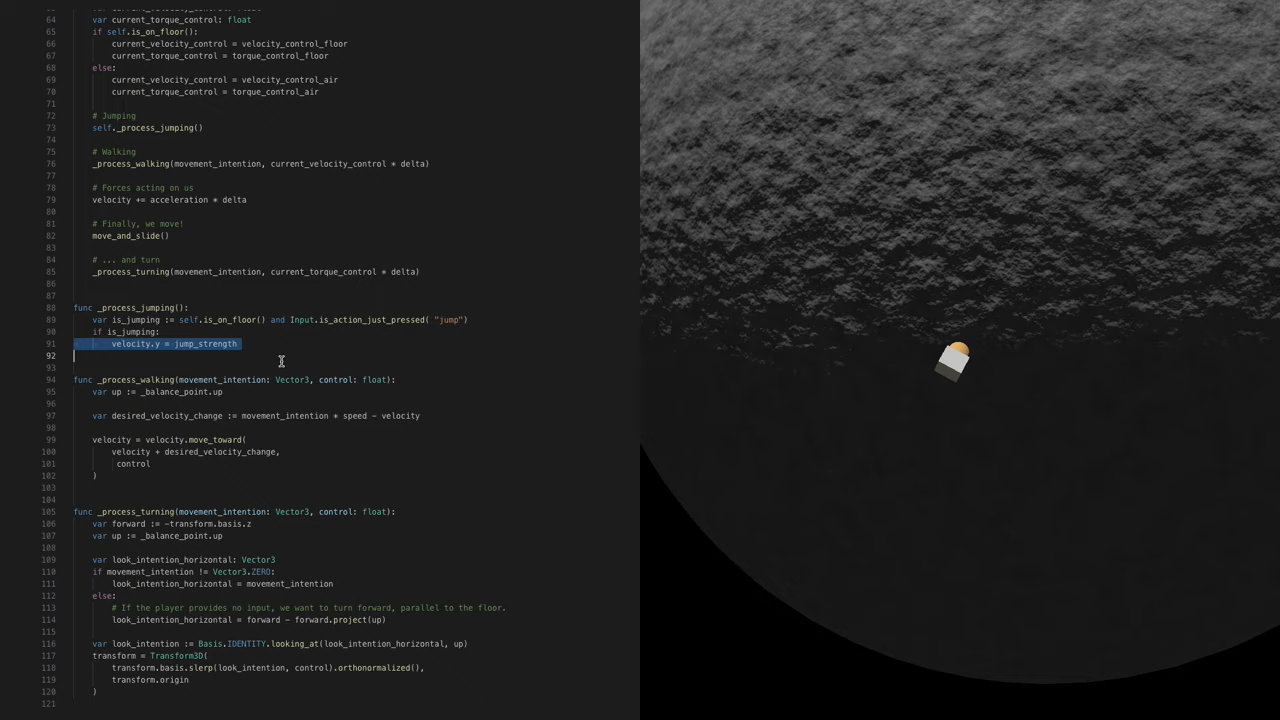 64 var current_torque_control: float
65 if self.is_on_floor():
66 current_velocity_control = velocity_control_floor
67 current_torque_control = torque_control_floor
68 else:
69 current_velocity_control = velocity_control_air
70 current_torque_control = torque_control_air
71
72 # Jumping
73 self._process_jumping()
74
75 # Walking
76 _process_walking(movement_intention, current_velocity_control * delta)
77
78 # Forces acting on us
79 velocity += acceleration * delta
80
81 # Finally, we move!
82 move_and_slide()
83
84 # ... and turn
85 _process_turning(movement_intention, current_torque_control * delta)
86
87
88 func _process_jumping():
89 var is_jumping := self.is_on_floor() and Input.is_action_just_pressed( "jump")
90 if is_jumping:
91 velocity.y = jump_strength
92
93
94 func _process_walking(movement_intention: Vector3, control: float):
95 var up := _balance_point.up
96
97 var desired_velocity_change := movement_intention * speed - velocity
98
99 velocity = velocity.move_toward(
100 velocity + desired_velocity_change,
101 control
102 )
103
104
105 func _process_turning(movement_intention: Vector3, control: float):
106 var forward := -transform.basis.z
107 var up := _balance_point.up
108
109 var look_intention_horizontal: Vector3
110 if movement_intention != Vector3.ZERO:
111 look_intention_horizontal = movement_intention
112 else:
113 # If the player provides no input, we want to turn forward, parallel to the floor.
114 look_intention_horizontal = forward - forward.project(up)
115
116 var look_intention := Basis.IDENTITY.looking_at(look_intention_horizontal, up)
117 transform = Transform3D(
118 transform.basis.slerp(look_intention, control).orthonormalized(),
119 transform.origin
120 )
121